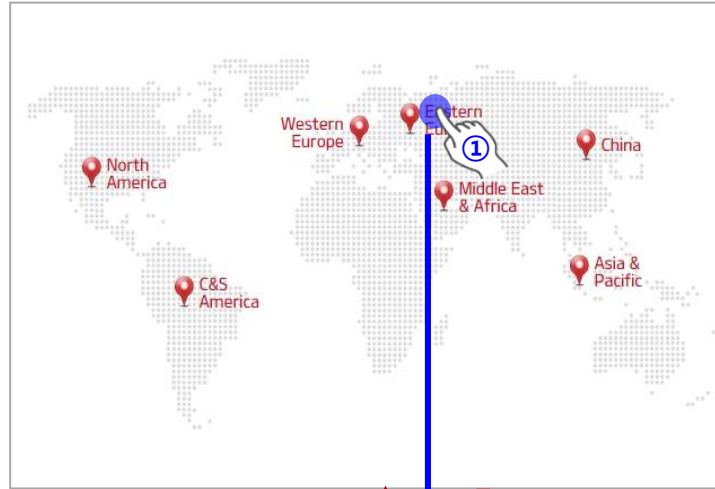 Western
Europe
Eastern
①
China
North
America
Middle East
& Africa
C&S
America
Asia &
Pacific